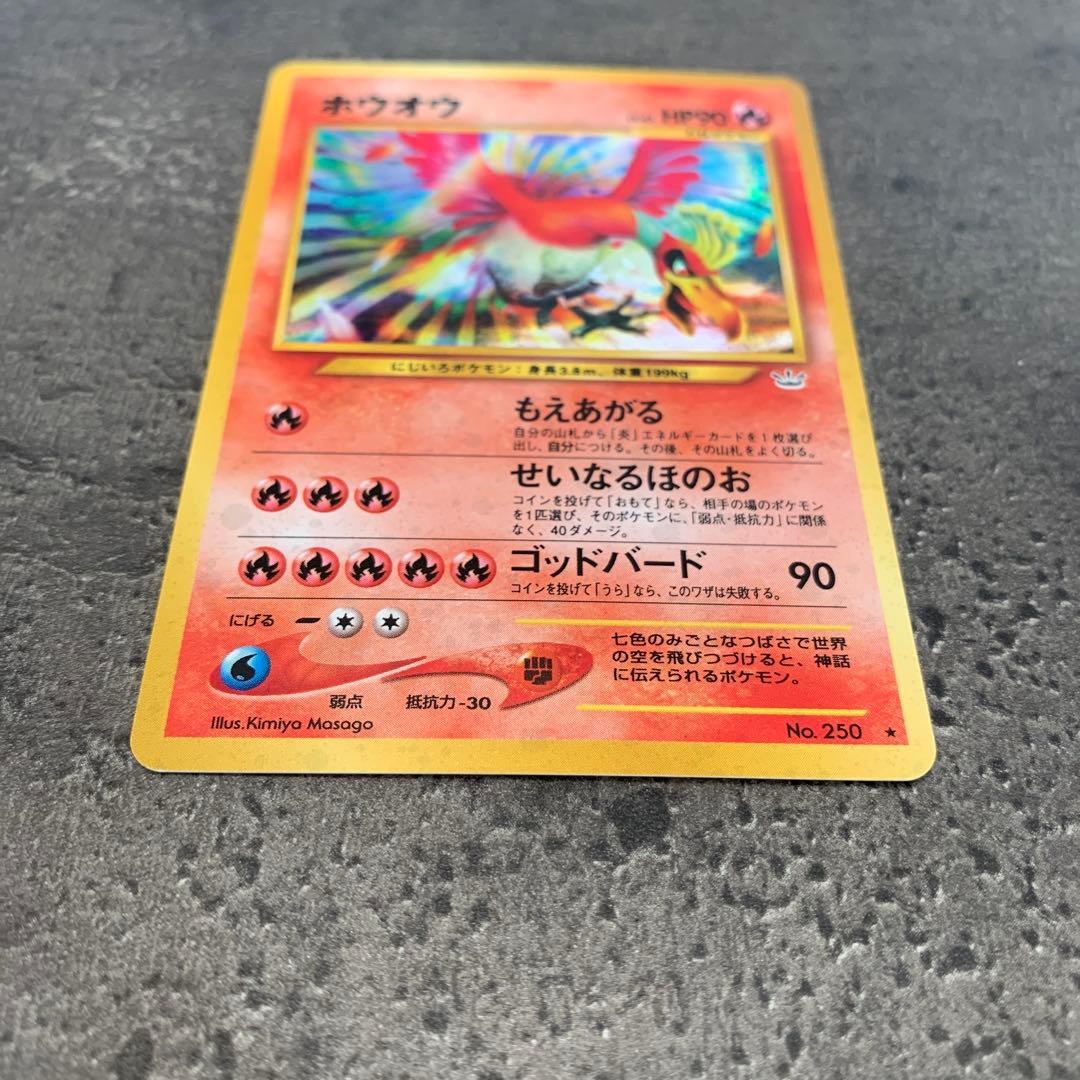 ホウオウ
HP90
にじいろポケモン：身長3.8m、体重199kg
もえあがる
自分の山札から「炎」エネルギーカードを1枚選び
出し、自分につける。その後、その山札をよく切る。
せいなるほのお
コインを投げて「おもて」なら、相手の場のポケモン
を1匹選び、そのポケモンに、「弱点・抵抗力」に関係
なく、40ダメージ。
ゴッドバード 90
コインを投げて「うら」なら、このワザは失敗する。
にげる
七色のみごとなつばさで世界
の空を飛びつづけると、神話
に伝えられるポケモン。
弱点 抵抗力-30
Illus.Kimiya Masago
No. 250 ★